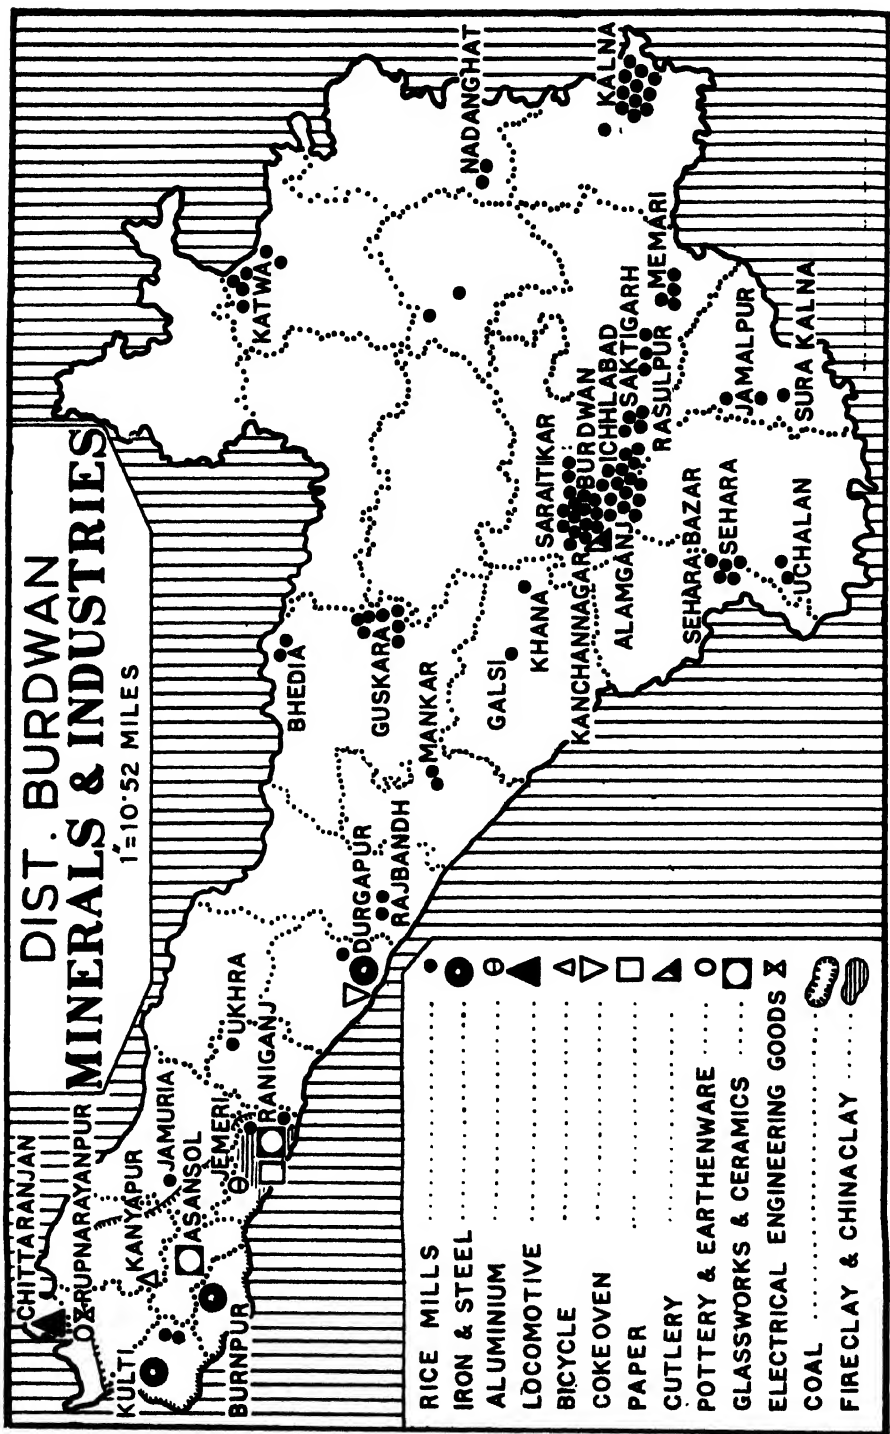 DIST. BURDWAN
MINERALS & INDUSTRIES
1"=10·52 MILES
CHITTARANJAN
RUPNARAYANPUR
KANYAPUR
JAMURIA
ASANSOL
JEMERI
RANIGANJ
UKHRA
KULTI
BURNPUR
DURGAPUR
RAJBANDH
MANKAR
BHEDIA
GUSKARA
GALSI
KHANA
KATWA
NADANGHAT
KALNA
MEMARI
SARAITIKAR
BURDWAN
ICHHLABAD
SAKTIGARH
RASULPUR
KANCHANNAGAR
ALAMGANJ
JAMALPUR
SURA KALNA
SEHARA BAZAR
SEHARA
UCHALAN
RICE MILLS
IRON & STEEL
ALUMINIUM
LOCOMOTIVE
BICYCLE
COKEOVEN
PAPER
CUTLERY
POTTERY & EARTHENWARE
GLASSWORKS & CERAMICS
ELECTRICAL ENGINEERING GOODS
COAL
FIRECLAY & CHINACLAY